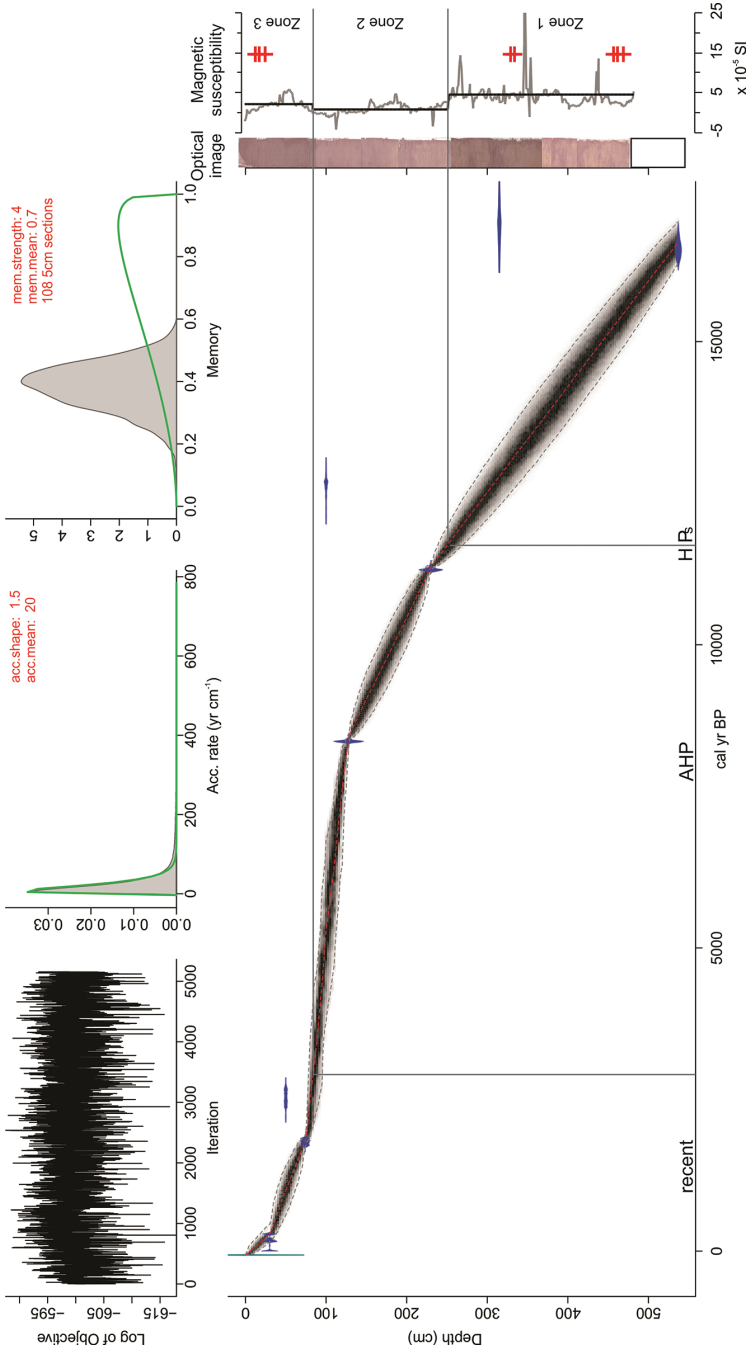 -615 -605 -595
0 1000 2000 3000 4000 5000
Log of Objective
Iteration
0.00 0.01 0.02 0.03
0 200 400 600 800
Acc. rate (yr cm-1)
acc.shape: 1.5
acc.mean: 20
0 1 2 3 4 5
0.0 0.2 0.4 0.6 0.8 1.0
Memory
mem.strength: 4
mem.mean: 0.7
108 5cm sections
Depth (cm)
0 100 200 300 400 500
recent
AHP
HIPs
0 5000 10000 15000
cal yr BP
Optical
image
Magnetic
susceptibility
Zone 3
Zone 2
Zone 1
-5 5 15 25
x 10-5 SI